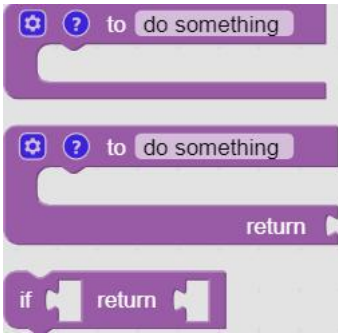 ? to do something
? to do something
return
if return